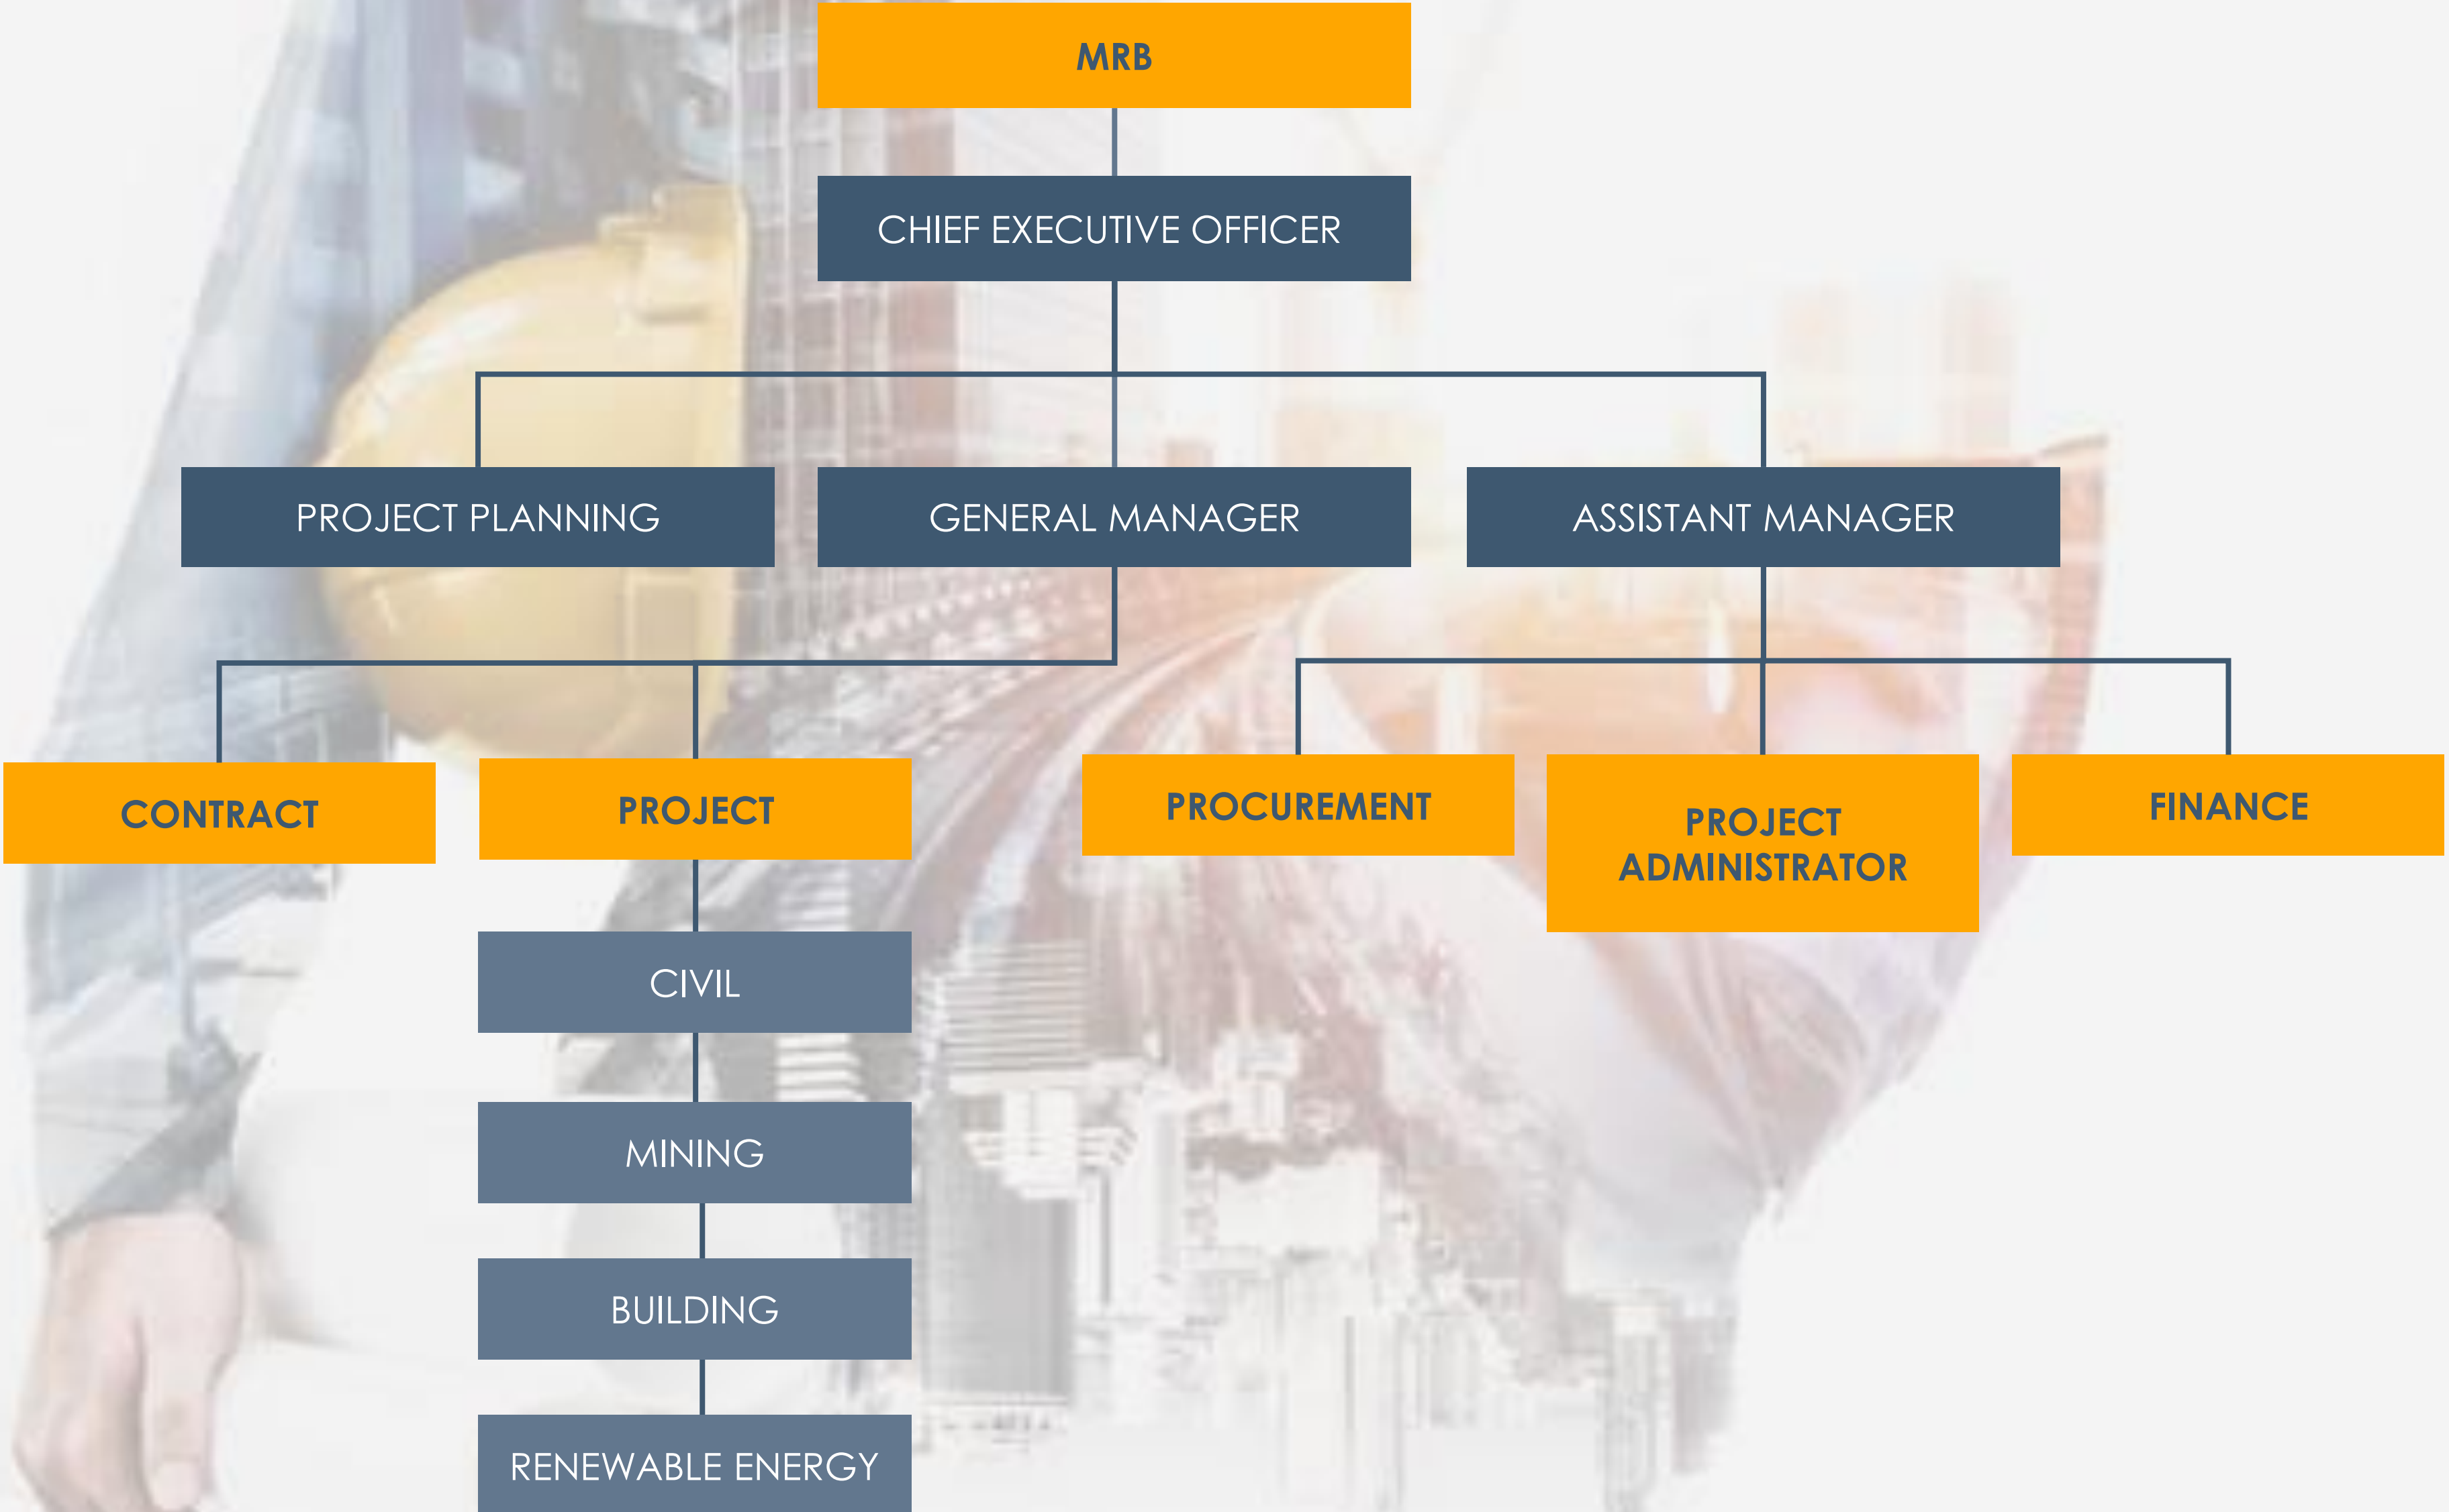 MRB
CHIEF EXECUTIVE OFFICER
PROJECT PLANNING
GENERAL MANAGER
ASSISTANT MANAGER
CONTRACT
PROJECT
PROCUREMENT
PROJECT
ADMINISTRATOR
FINANCE
CIVIL
MINING
BUILDING
RENEWABLE ENERGY